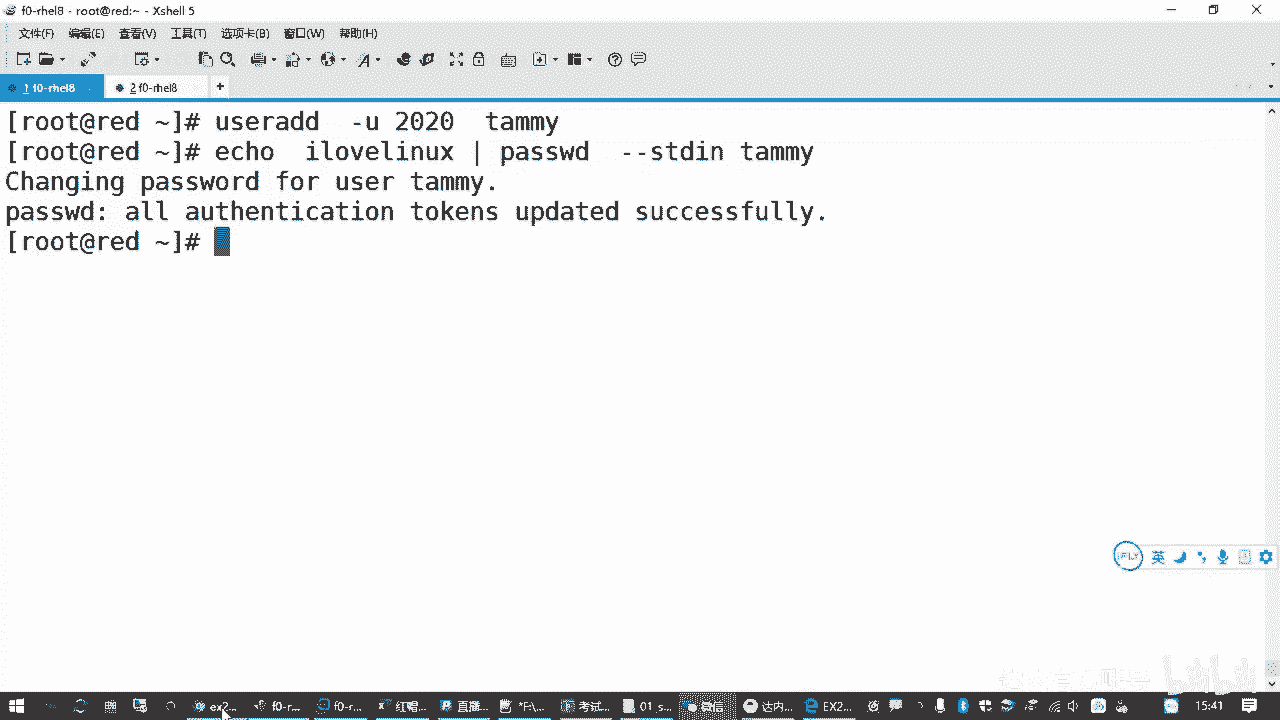 f0-rhel8 - root@red:~ - Xshell 5
文件(F) 编辑(E) 查看(V) 工具(T) 选项卡(B) 窗口(W) 帮助(H)
1 f0-rhel8 2 f0-rhel8 +
[root@red ~]# useradd  -u 2020  tammy
[root@red ~]# echo  ilovelinux | passwd  --stdin tammy
Changing password for user tammy.
passwd: all authentication tokens updated successfully.
[root@red ~]#
英
ex2... f0-r... f0-r... 红帽... 直播... *F\... 考试... 01_s... 微信 达内... EX2... 15:41